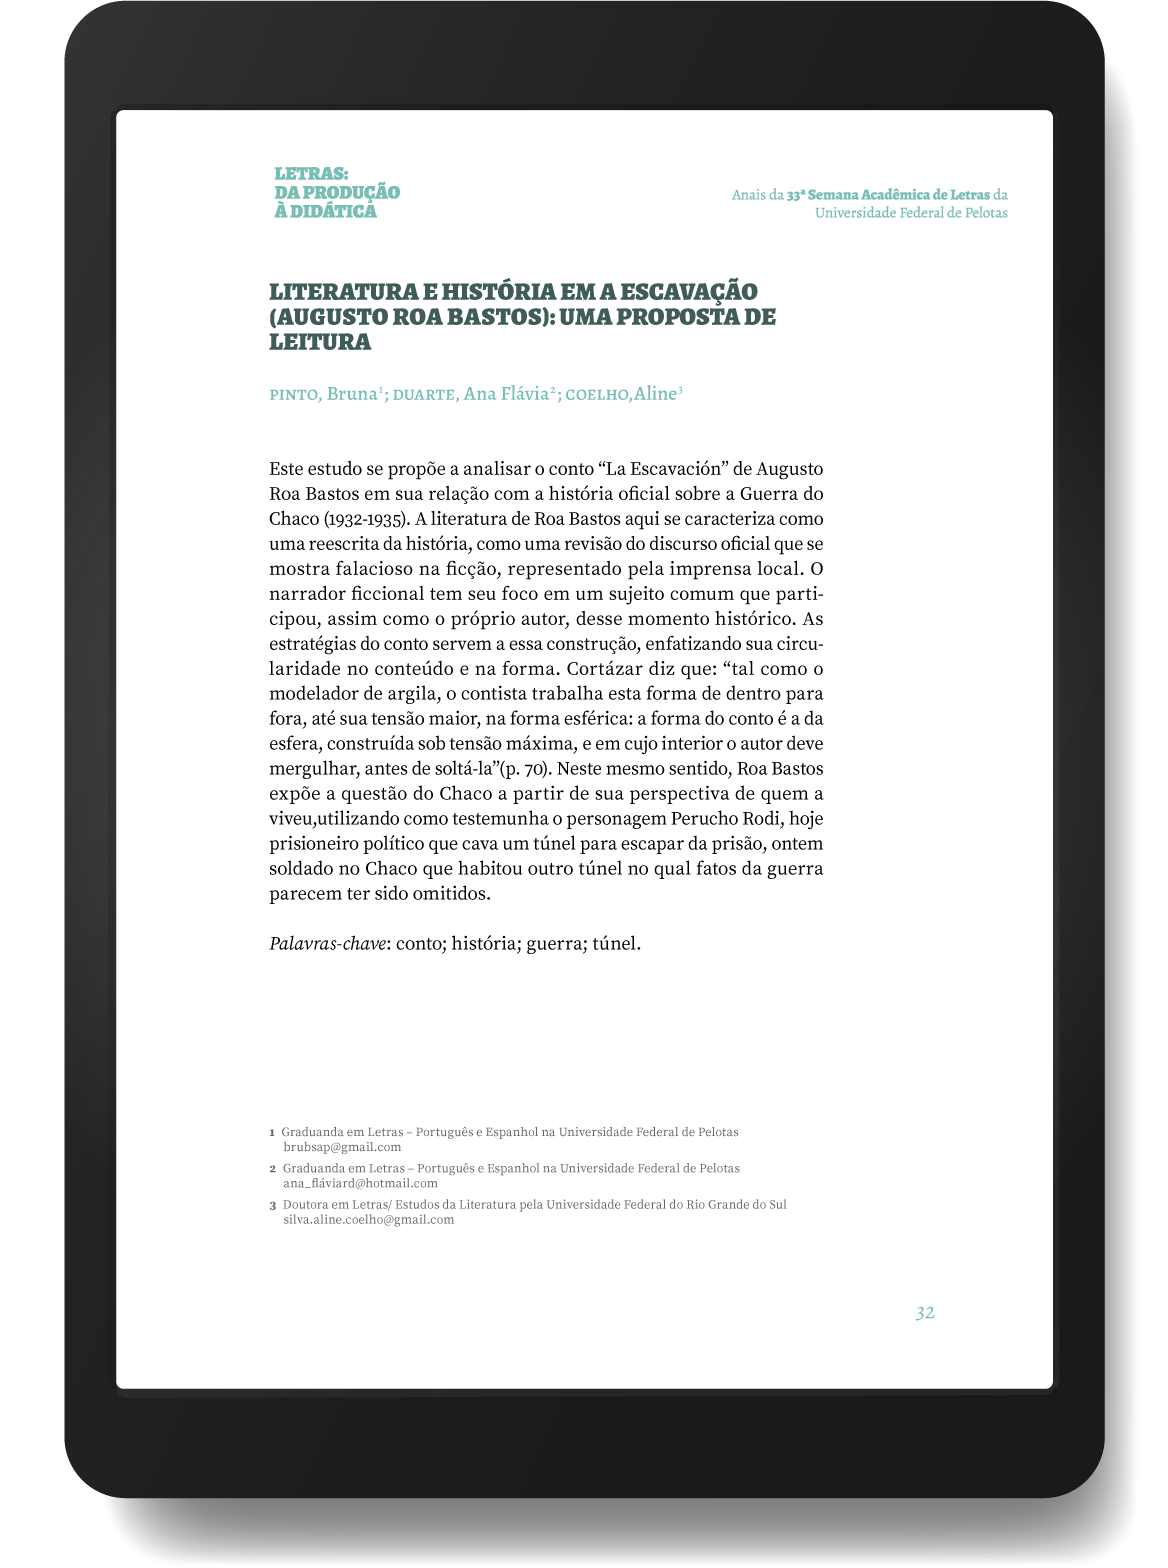 LETRAS:
DA PRODUÇÃO
À DIDÁTICA
Anais da 33ª Semana Acadêmica de Letras da
Universidade Federal de Pelotas
LITERATURA E HISTÓRIA EM A ESCAVAÇÃO
(AUGUSTO ROA BASTOS): UMA PROPOSTA DE
LEITURA
PINTO, Bruna¹; DUARTE, Ana Flávia²; COELHO,Aline³
Este estudo se propõe a analisar o conto “La Escavación” de Augusto
Roa Bastos em sua relação com a história oficial sobre a Guerra do
Chaco (1932-1935). A literatura de Roa Bastos aqui se caracteriza como
uma reescrita da história, como uma revisão do discurso oficial que se
mostra falacioso na ficção, representado pela imprensa local. O
narrador ficcional tem seu foco em um sujeito comum que parti-
cipou, assim como o próprio autor, desse momento histórico. As
estratégias do conto servem a essa construção, enfatizando sua circu-
laridade no conteúdo e na forma. Cortázar diz que: “tal como o
modelador de argila, o contista trabalha esta forma de dentro para
fora, até sua tensão maior, na forma esférica: a forma do conto é a da
esfera, construída sob tensão máxima, e em cujo interior o autor deve
mergulhar, antes de soltá-la”(p. 70). Neste mesmo sentido, Roa Bastos
expõe a questão do Chaco a partir de sua perspectiva de quem a
viveu,utilizando como testemunha o personagem Perucho Rodi, hoje
prisioneiro político que cava um túnel para escapar da prisão, ontem
soldado no Chaco que habitou outro túnel no qual fatos da guerra
parecem ter sido omitidos.
Palavras-chave: conto; história; guerra; túnel.
1 Graduanda em Letras – Português e Espanhol na Universidade Federal de Pelotas
brubsap@gmail.com
2 Graduanda em Letras – Português e Espanhol na Universidade Federal de Pelotas
ana_fláviard@hotmail.com
3 Doutora em Letras/ Estudos da Literatura pela Universidade Federal do Rio Grande do Sul
silva.aline.coelho@gmail.com
32